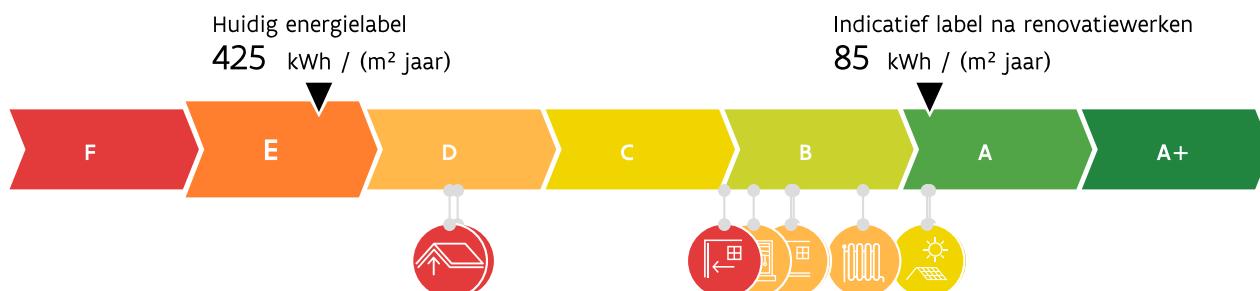 Huidig energielabel
425 kWh / (m² jaar)
Indicatief label na renovatiewerken
85 kWh / (m² jaar)
F E D C B A A+